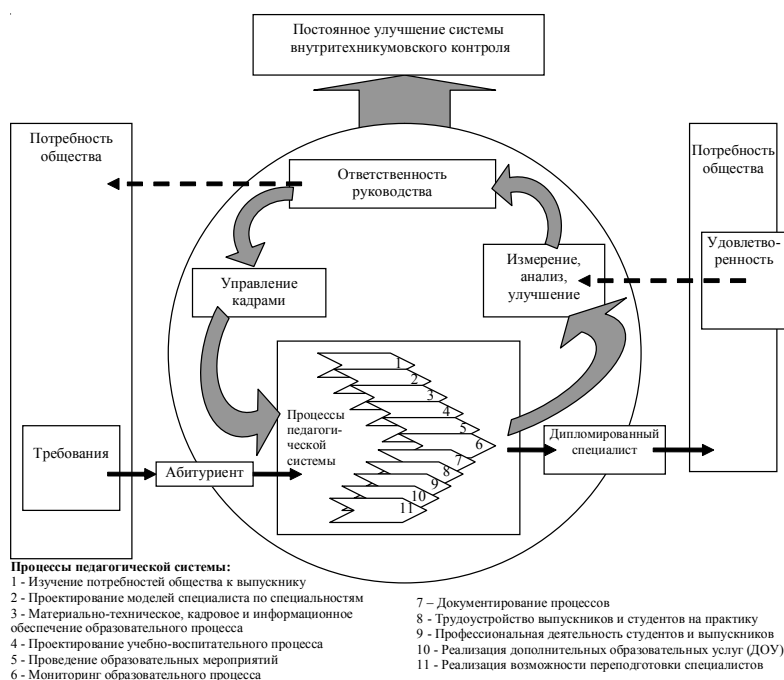 Постоянное улучшение системы
внутритехникумовского контроля
Потребность
общества
Ответственность
руководства
Потребность
общества
Удовлетво-
ренность
Управление
кадрами
Измерение,
анализ,
улучшение
Процессы
педагоги-
ческой
системы
1
2
3
4
5
6
7
8
9
10
11
Требования
Абитуриент
Дипломированный
специалист
Процессы педагогической системы:
1 - Изучение потребностей общества к выпускнику
2 - Проектирование моделей специалиста по специальностям
3 - Материально-техническое, кадровое и информационное
обеспечение образовательного процесса
4 - Проектирование учебно-воспитательного процесса
5 - Проведение образовательных мероприятий
6 - Мониторинг образовательного процесса
7 – Документирование процессов
8 - Трудоустройство выпускников и студентов на практику
9 - Профессиональная деятельность студентов и выпускников
10 - Реализация дополнительных образовательных услуг (ДОУ)
11 - Реализация возможности переподготовки специалистов